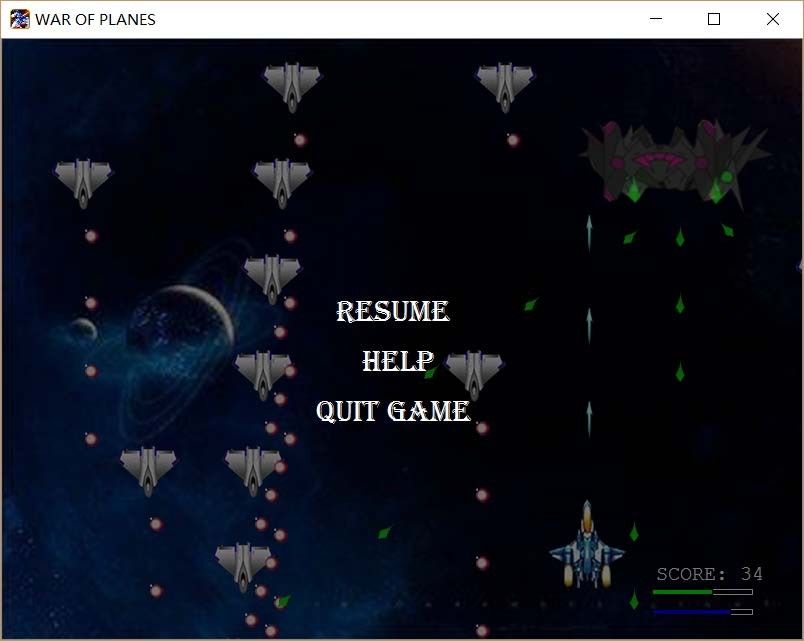 WAR OF PLANES
RESUME
HELP
QUIT GAME
SCORE: 34